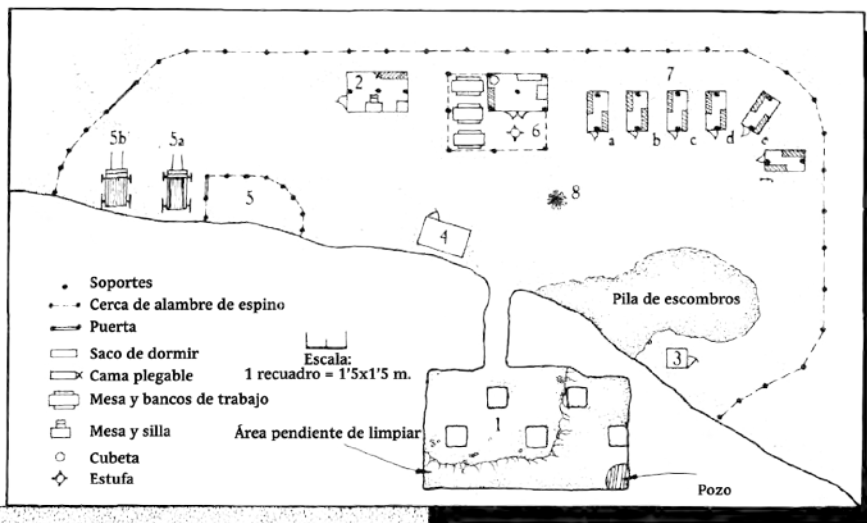 7
2
6
5b
5a
a
b
c
d
e
f
8
5
4
Soportes
Cerca de alambre de espino
Puerta
Saco de dormir
Cama plegable
Mesa y bancos de trabajo
Mesa y silla
Cubeta
Estufa
Escala:
1 recuadro = 1'5x1'5 m.
Pila de escombros
3
1
Área pendiente de limpiar
Pozo